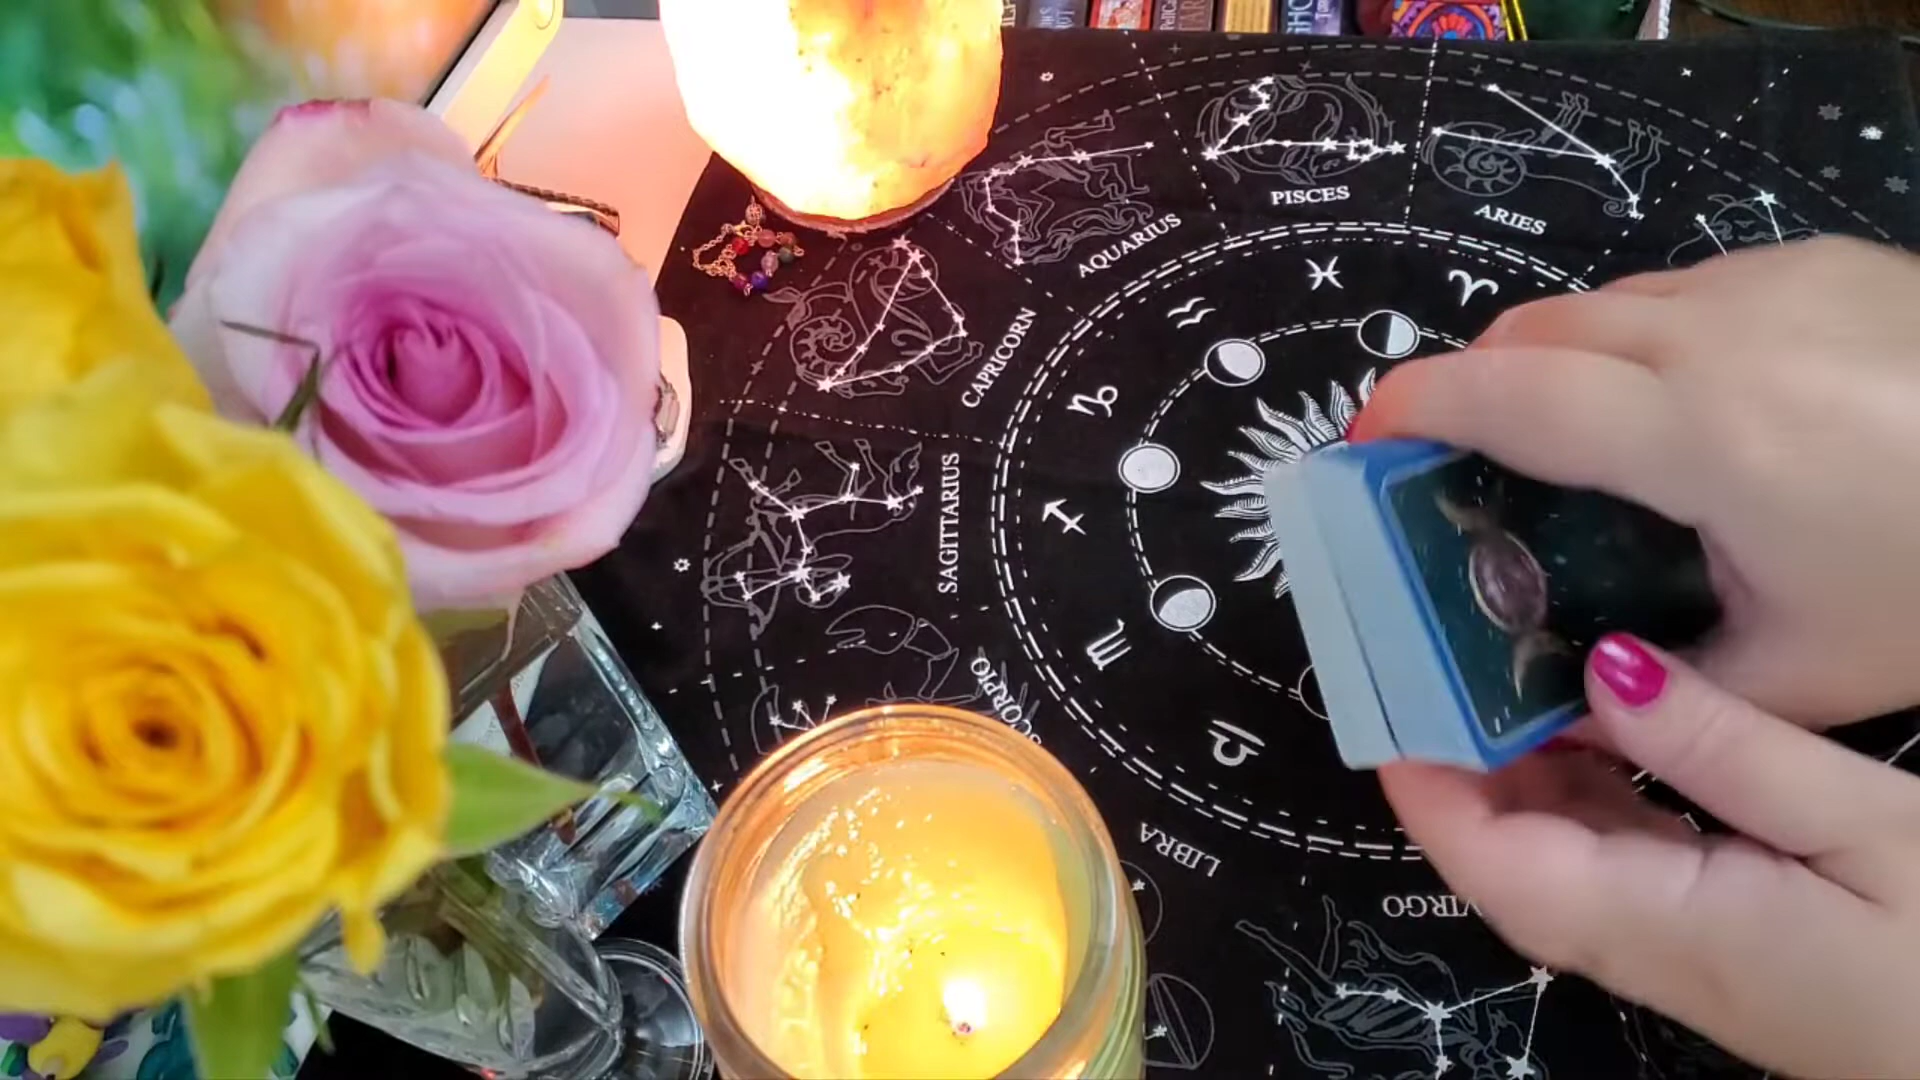 PISCES
ARIES
AQUARIUS
CAPRICORN
SAGITTARIUS
SCORPIO
LIBRA
VIRGO